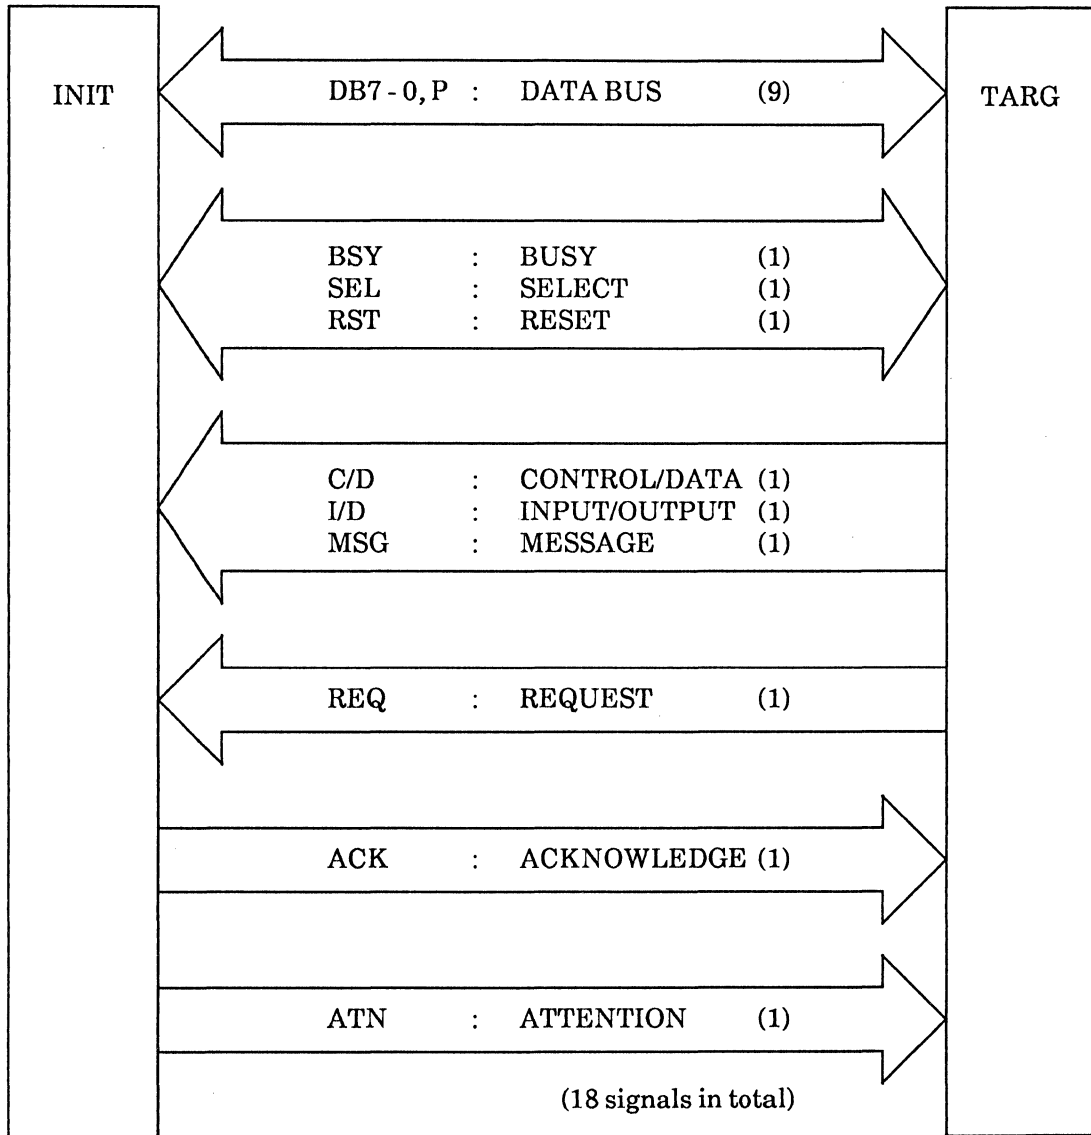 INIT
TARG
DB7-0, P : DATA BUS (9)
BSY : BUSY (1)
SEL : SELECT (1)
RST : RESET (1)
C/D : CONTROL/DATA (1)
I/D : INPUT/OUTPUT (1)
MSG : MESSAGE (1)
REQ : REQUEST (1)
ACK : ACKNOWLEDGE (1)
ATN : ATTENTION (1)
(18 signals in total)